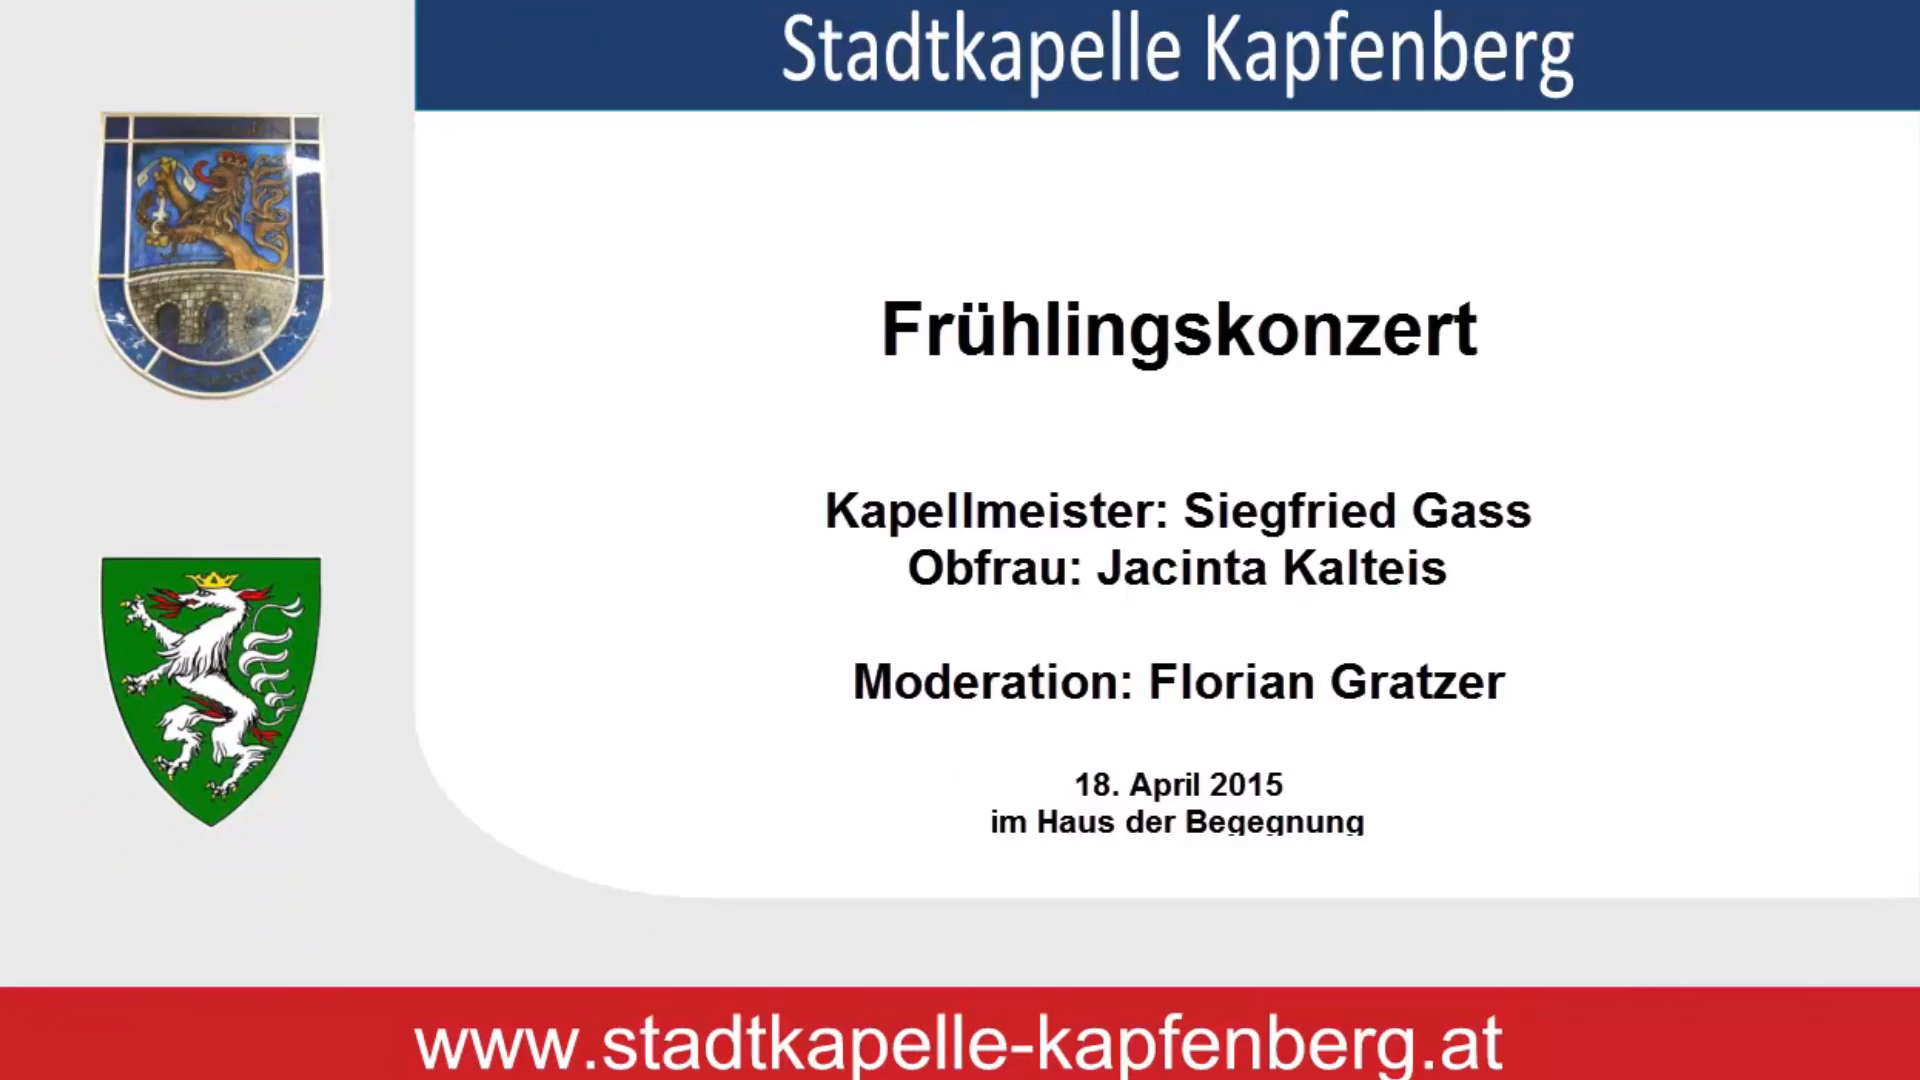 Stadtkapelle Kapfenberg
Frühlingskonzert
Kapellmeister: Siegfried Gass
Obfrau: Jacinta Kalteis
Moderation: Florian Gratzer
18. April 2015
im Haus der Begegnung
www.stadtkapelle-kapfenberg.at